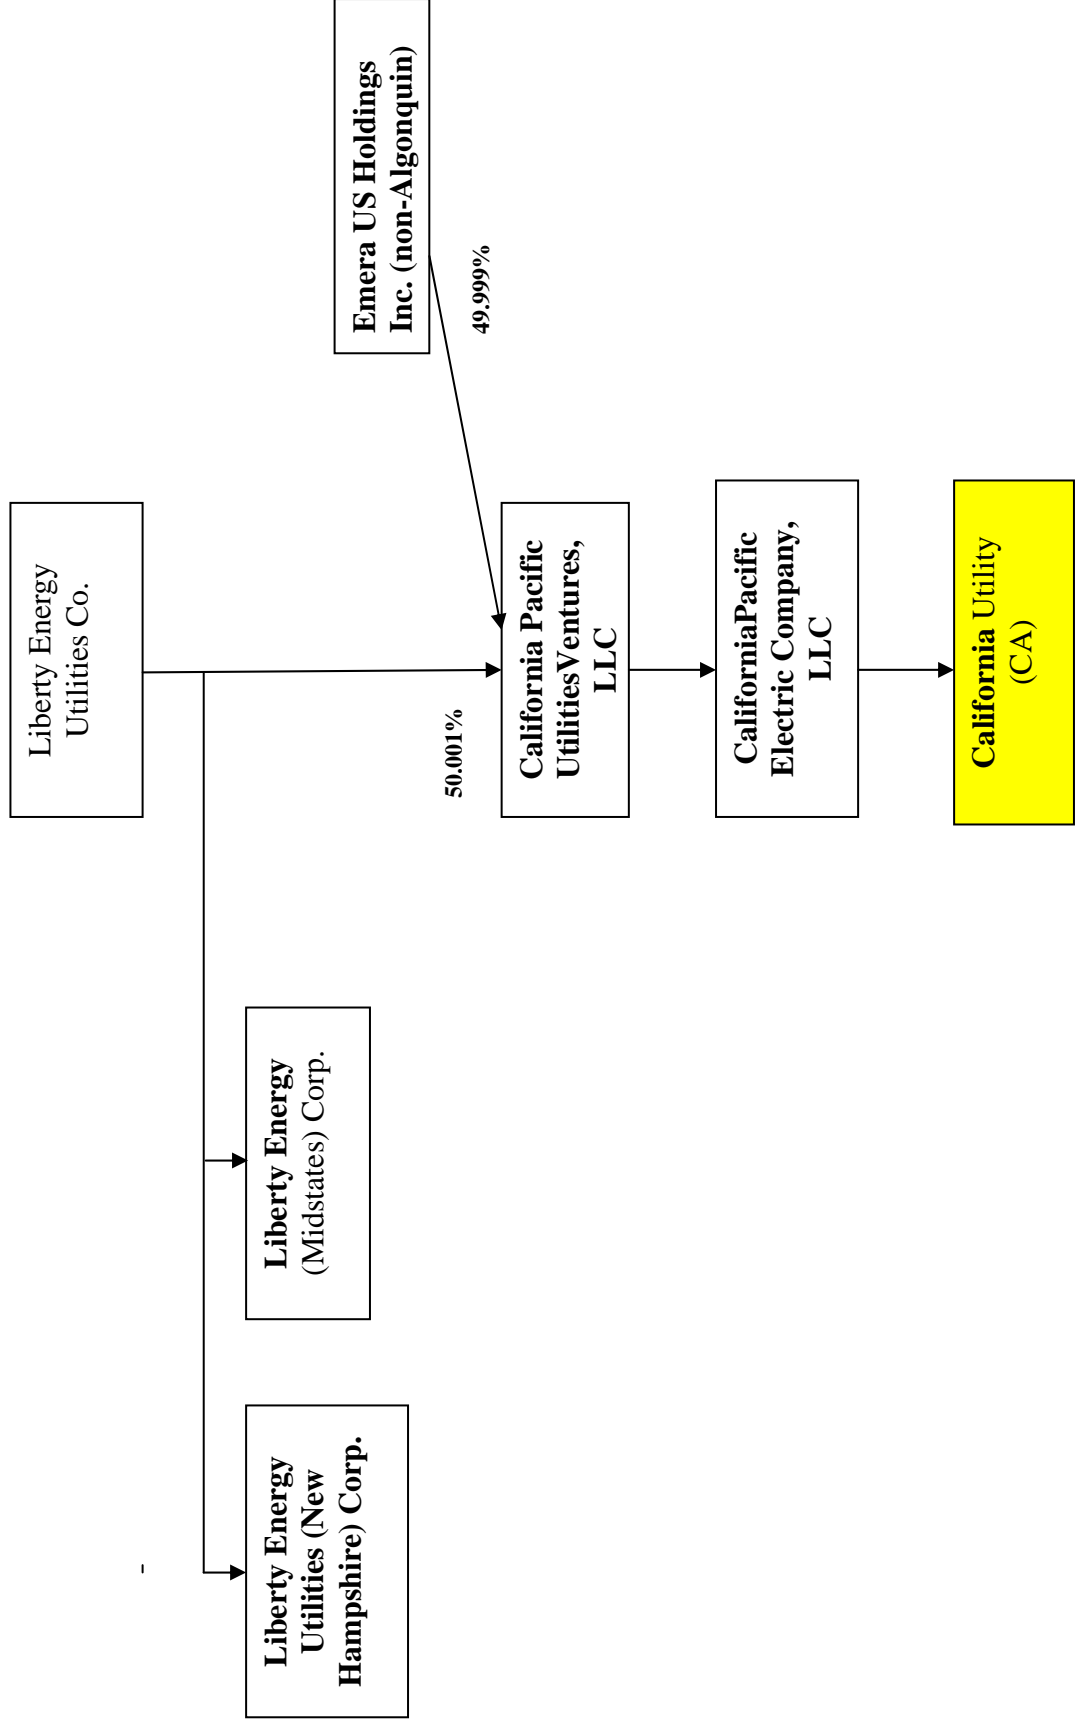 Liberty Energy
Utilities Co.
Emera US Holdings
Inc. (non-Algonquin)
Liberty Energy
Utilities (New
Hampshire) Corp.
Liberty Energy
(Midstates) Corp.
50.001%
49.999%
California Pacific
UtilitiesVentures,
LLC
CaliforniaPacific
Electric Company,
LLC
California Utility
(CA)